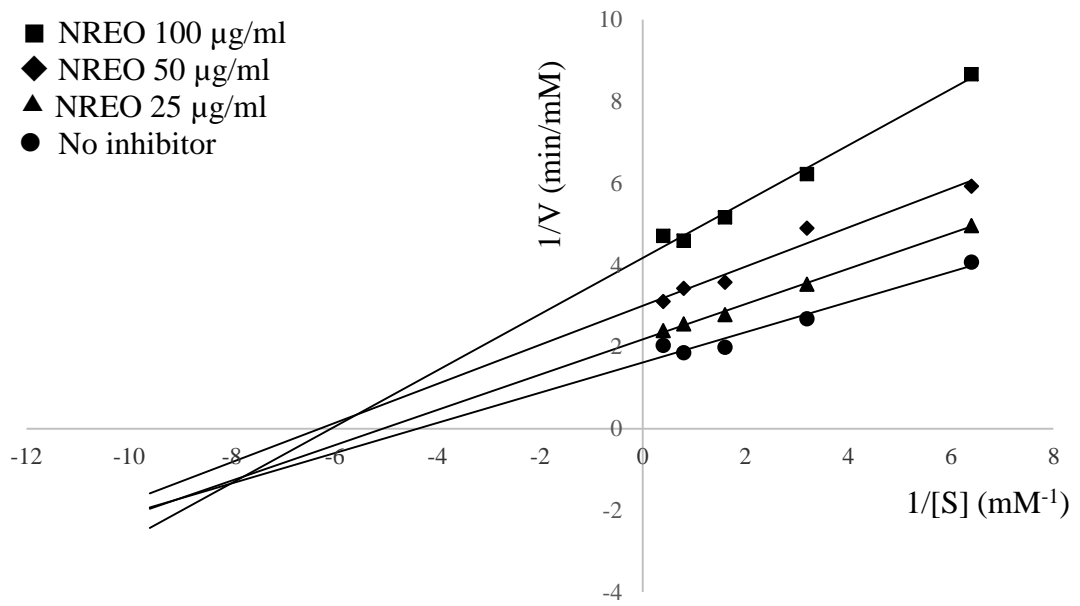 ■ NREO 100 µg/ml
◆ NREO 50 µg/ml
▲ NREO 25 µg/ml
● No inhibitor
1/V (min/mM)
10
8
6
4
2
0
-2
-4
-12 -10 -8 -6 -4 -2 0 2 4 6 8
1/[S] (mM⁻¹)